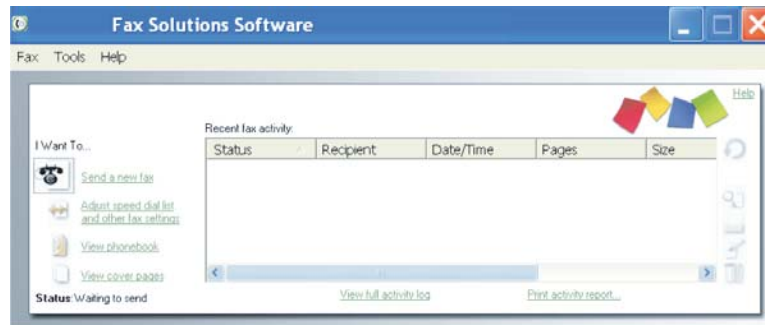 Fax Solutions Software
Fax Tools Help
Help
Recent fax activity:
I Want To...
Status Recipient Date/Time Pages Size
Send a new fax
Adjust speed dial list
and other fax settings
View phonebook
View cover pages
Status: Waiting to send
View full activity log
Print activity report...